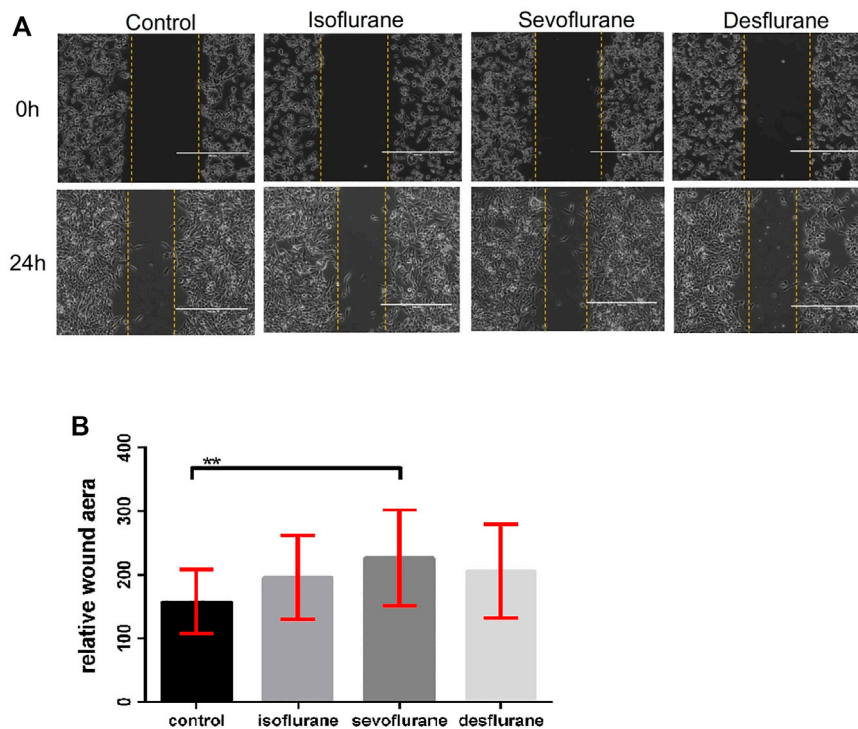 A
Control
Isoflurane
Sevoflurane
Desflurane
0h
24h
B
relative wound aera
400
300
200
100
0
**
control
isoflurane
sevoflurane
desflurane